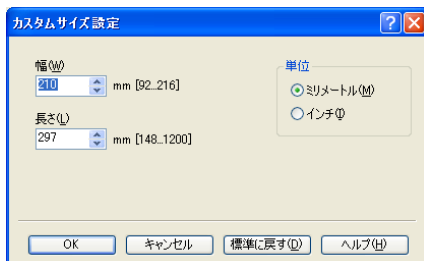 カスタムサイズ設定
幅(W)
210 mm [92..216]
長さ(L)
297 mm [148..1200]
単位
ミリメートル(M)
インチ(I)
OK キャンセル 標準に戻す(D) ヘルプ(H)